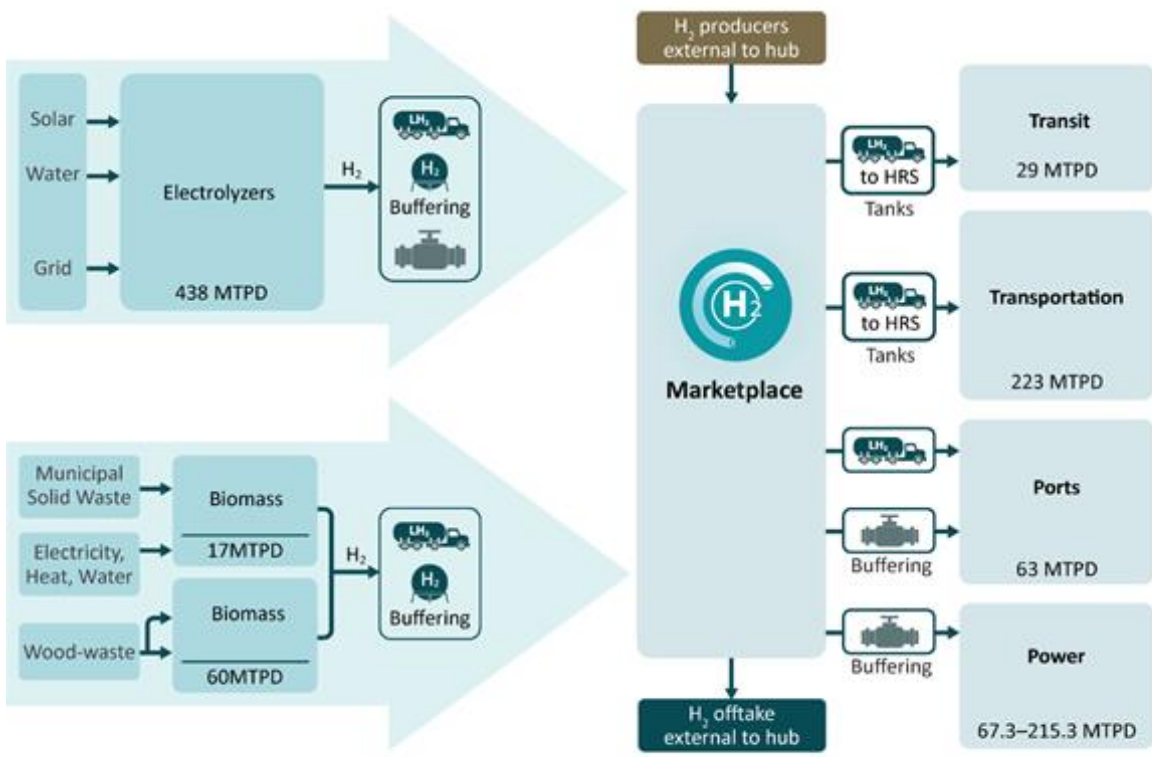 Solar
Water
Grid
Electrolyzers
438 MTPD
H₂
LH₂
H₂
Buffering
Municipal
Solid Waste
Electricity,
Heat, Water
Wood-waste
Biomass
17MTPD
Biomass
60MTPD
H₂
LH₂
H₂
Buffering
H₂ producers
external to hub
H₂
Marketplace
H₂ offtake
external to hub
LH₂
to HRS
Tanks
LH₂
to HRS
Tanks
LH₂
Buffering
Buffering
Transit
29 MTPD
Transportation
223 MTPD
Ports
63 MTPD
Power
67.3–215.3 MTPD